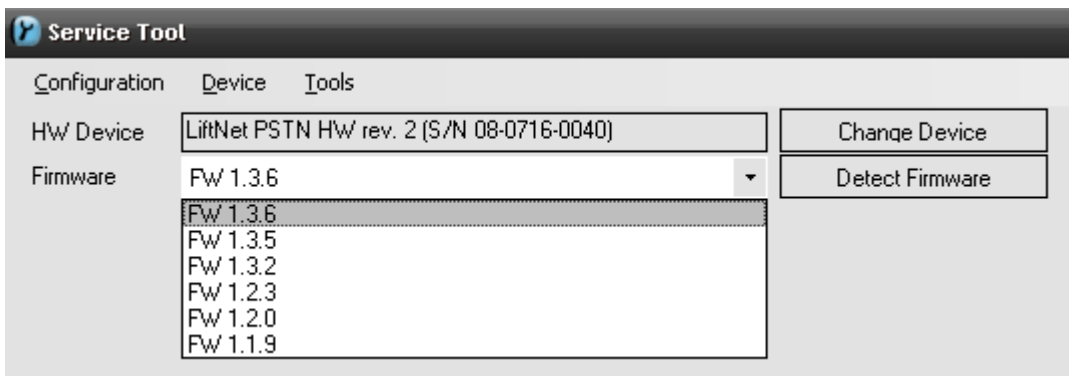 Service Tool
Configuration Device Tools
HW Device LiftNet PSTN HW rev. 2 (S/N 08-0716-0040) Change Device
Firmware FW 1.3.6 Detect Firmware
FW 1.3.6
FW 1.3.5
FW 1.3.2
FW 1.2.3
FW 1.2.0
FW 1.1.9